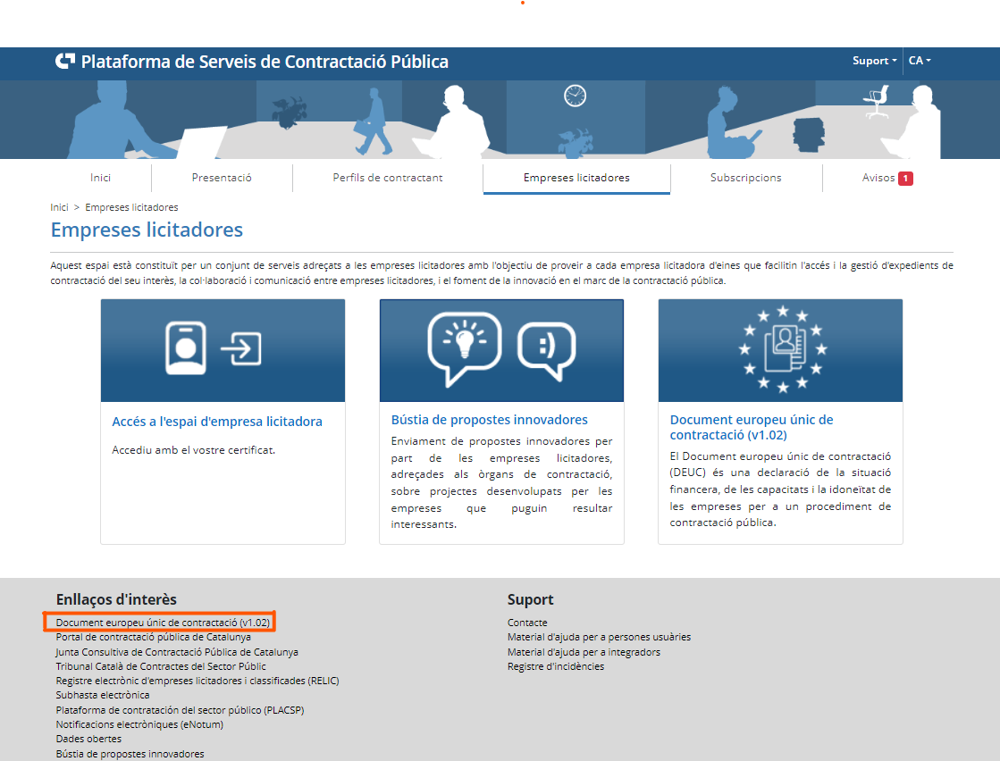 Plataforma de Serveis de Contractació Pública
Suport
CA
Inici
Presentació
Perfils de contractant
Empreses licitadores
Subscripcions
Avisos 1
Inici > Empreses licitadores
Empreses licitadores
Aquest espai està constituït per un conjunt de serveis adreçats a les empreses licitadores amb l'objectiu de proveir a cada empresa licitadora d'eines que facilitin l'accés i la gestió d'expedients de
contractació del seu interès, la col·laboració i comunicació entre empreses licitadores, i el foment de la innovació en el marc de la contractació pública.
Accés a l'espai d'empresa licitadora
Accediu amb el vostre certificat.
:)
Bústia de propostes innovadores
Enviament de propostes innovadores per
part de les empreses licitadores,
adreçades als òrgans de contractació,
sobre projectes desenvolupats per les
empreses que puguin resultar
interessants.
Document europeu únic de
contractació (v1.02)
El Document europeu únic de contractació
(DEUC) és una declaració de la situació
financera, de les capacitats i la idoneïtat de
les empreses per a un procediment de
contractació pública.
Enllaços d'interès
Document europeu únic de contractació (v1.02)
Portal de contractació pública de Catalunya
Junta Consultiva de Contractació Pública de Catalunya
Tribunal Català de Contractes del Sector Públic
Registre electrònic d'empreses licitadores i classificades (RELIC)
Subhasta electrònica
Plataforma de contratación del sector público (PLACSP)
Notificacions electròniques (eNotum)
Dades obertes
Bústia de propostes innovadores
Suport
Contacte
Material d'ajuda per a persones usuàries
Material d'ajuda per a integradors
Registre d'incidències